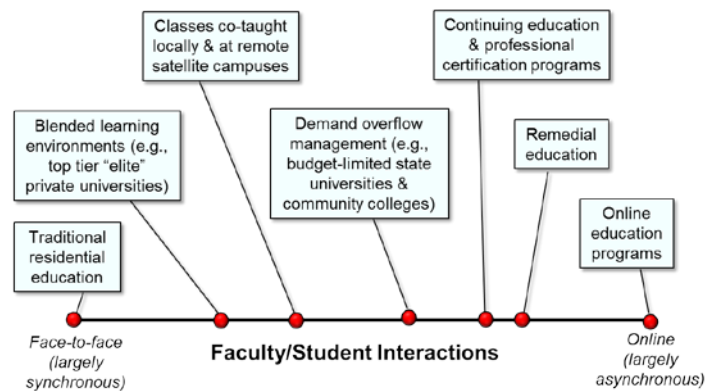 Classes co-taught
locally & at remote
satellite campuses
Continuing education
& professional
certification programs
Blended learning
environments (e.g.,
top tier “elite”
private universities)
Demand overflow
management (e.g.,
budget-limited state
universities &
community colleges)
Remedial
education
Traditional
residential
education
Online
education
programs
Face-to-face
(largely
synchronous)
Faculty/Student Interactions
Online
(largely
asynchronous)